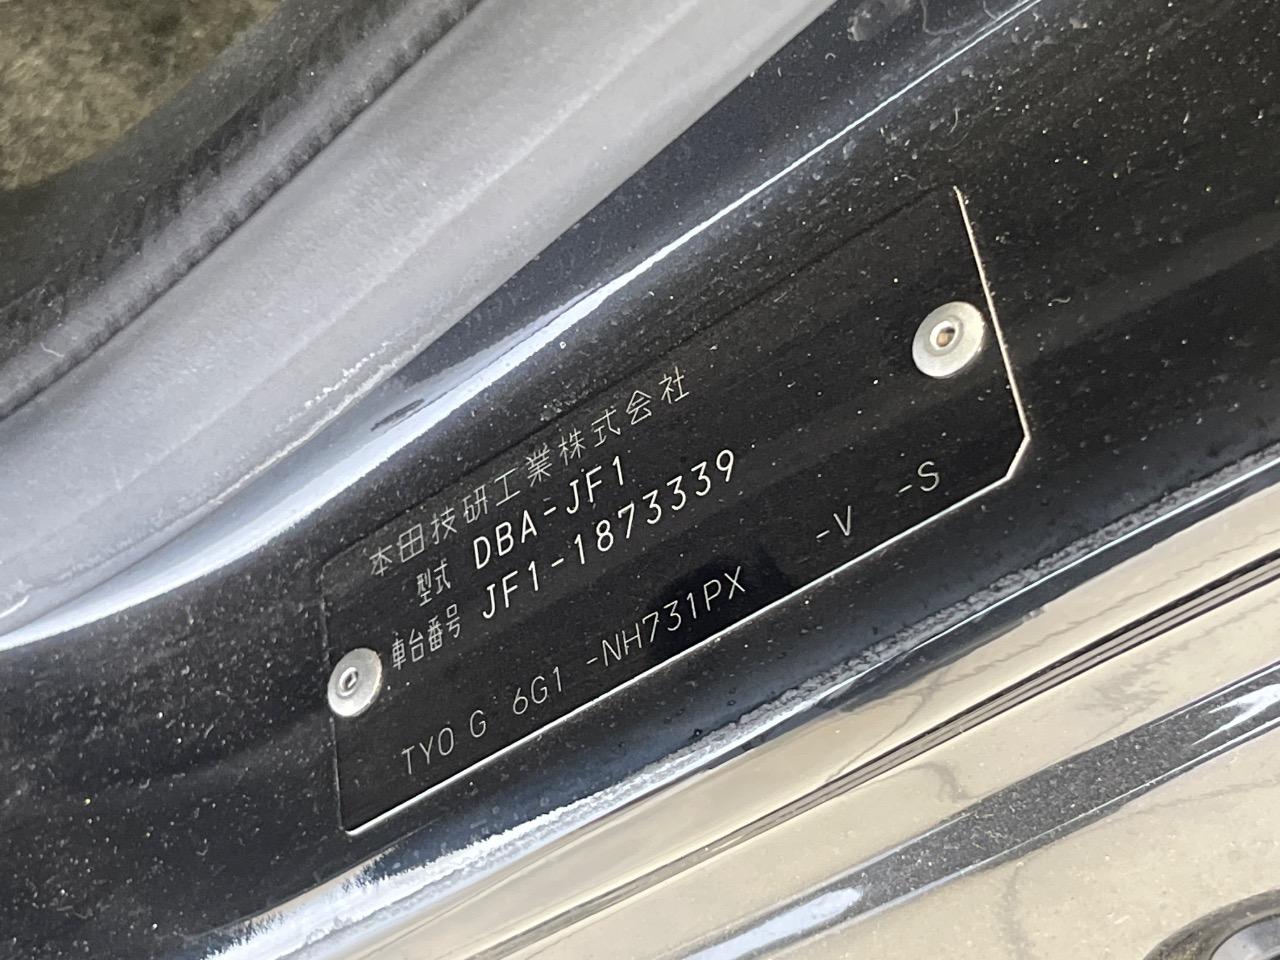 本田技研工業株式会社
型式 DBA-JF1
車台番号 JF1-1873339
TYO G 6G1 -NH731PX -V -S